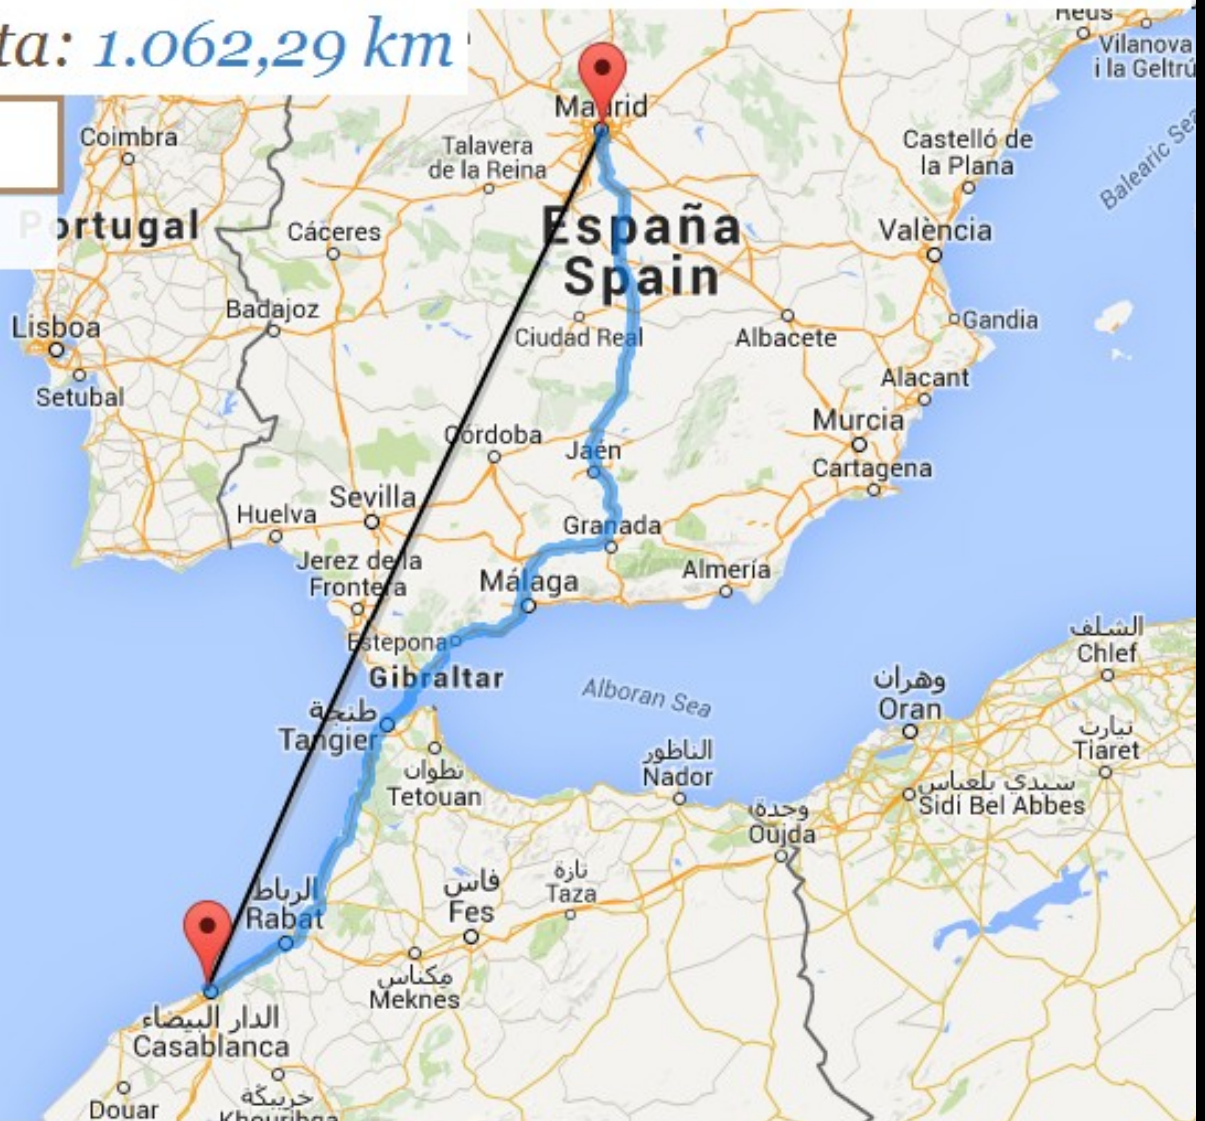 ta: 1.062,29 km
Reus
Vilanova
i la Geltrú
Madrid
Coimbra
Talavera
de la Reina
Castelló de
la Plana
Balearic Sea
Portugal
Cáceres
España
Spain
València
Badajoz
Lisboa
Ciudad Real
Albacete
Gandia
Setubal
Alacant
Murcia
Córdoba
Jaén
Cartagena
Sevilla
Huelva
Granada
Jerez de la
Frontera
Málaga
Almería
Estepona
Gibraltar
Alboran Sea
الشلف
Chlef
وهران
Oran
طنجة
Tangier
تيارت
Tiaret
الناظور
Nador
تطوان
Tetouan
سيدي بلعباس
Sidi Bel Abbes
وجدة
Oujda
تازة
Taza
فاس
Fes
الرباط
Rabat
مكناس
Meknes
الدار البيضاء
Casablanca
خريبكة
Khouribga
Douar